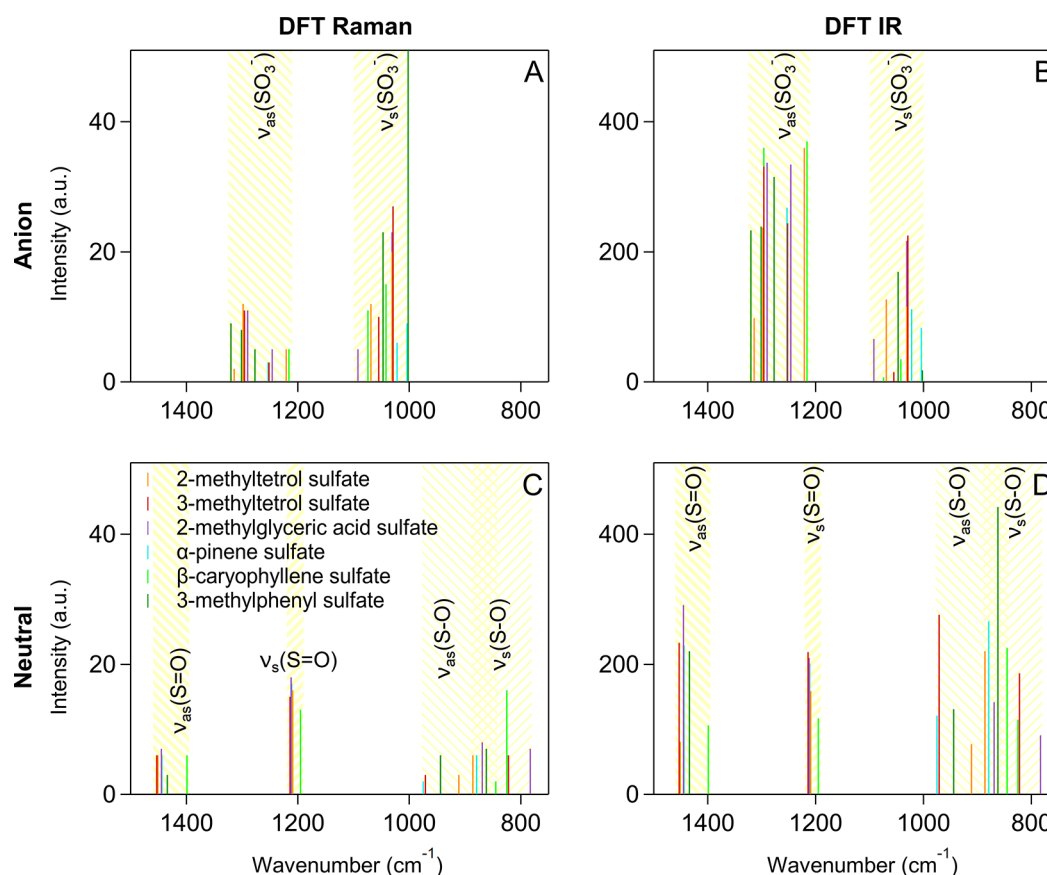 DFT Raman
DFT IR
Anion
Intensity (a.u.)
40
20
0
1400 1200 1000 800
νas(SO3-)
νs(SO3-)
A
400
200
0
1400 1200 1000 800
νas(SO3-)
νs(SO3-)
B
Neutral
Intensity (a.u.)
40
20
0
1400 1200 1000 800
Wavenumber (cm-1)
2-methyltetrol sulfate
3-methyltetrol sulfate
2-methylglyceric acid sulfate
α-pinene sulfate
β-caryophyllene sulfate
3-methylphenyl sulfate
νas(S=O)
νs(S=O)
νas(S-O)
νs(S-O)
C
400
200
0
1400 1200 1000 800
Wavenumber (cm-1)
νas(S=O)
νs(S=O)
νas(S-O)
νs(S-O)
D